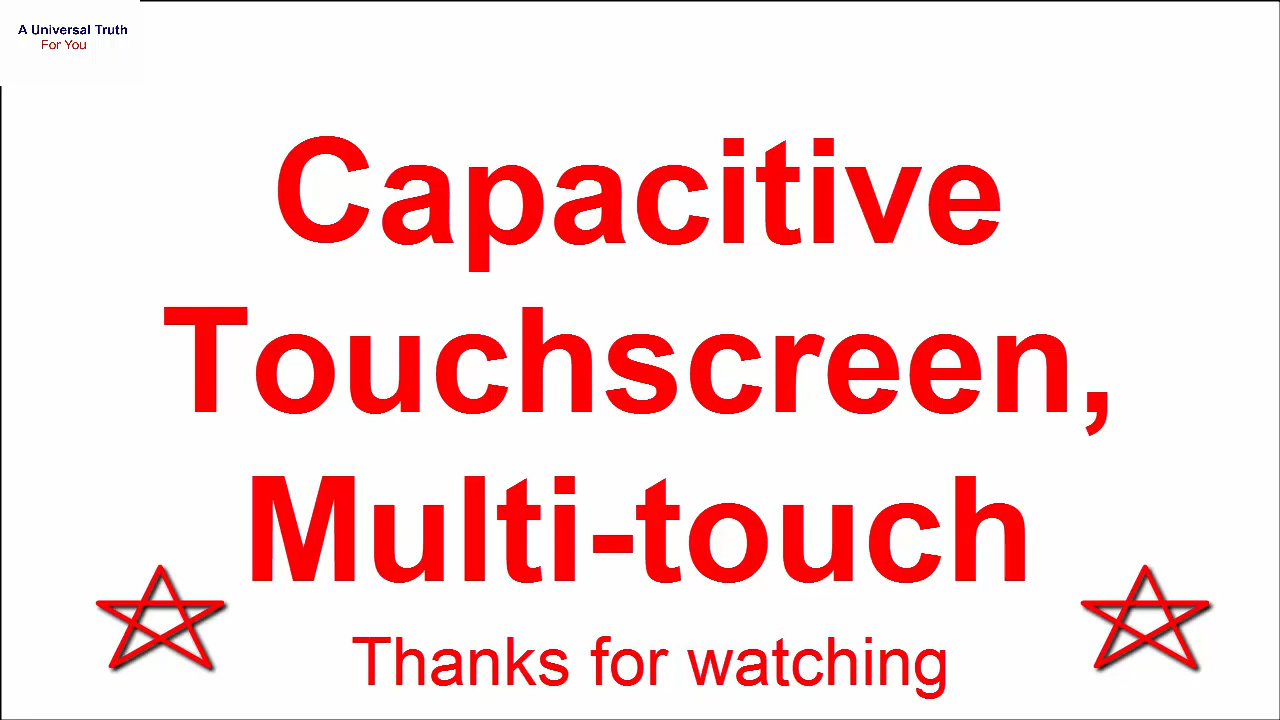 A Universal Truth
For You
Capacitive
Touchscreen,
Multi-touch
Thanks for watching